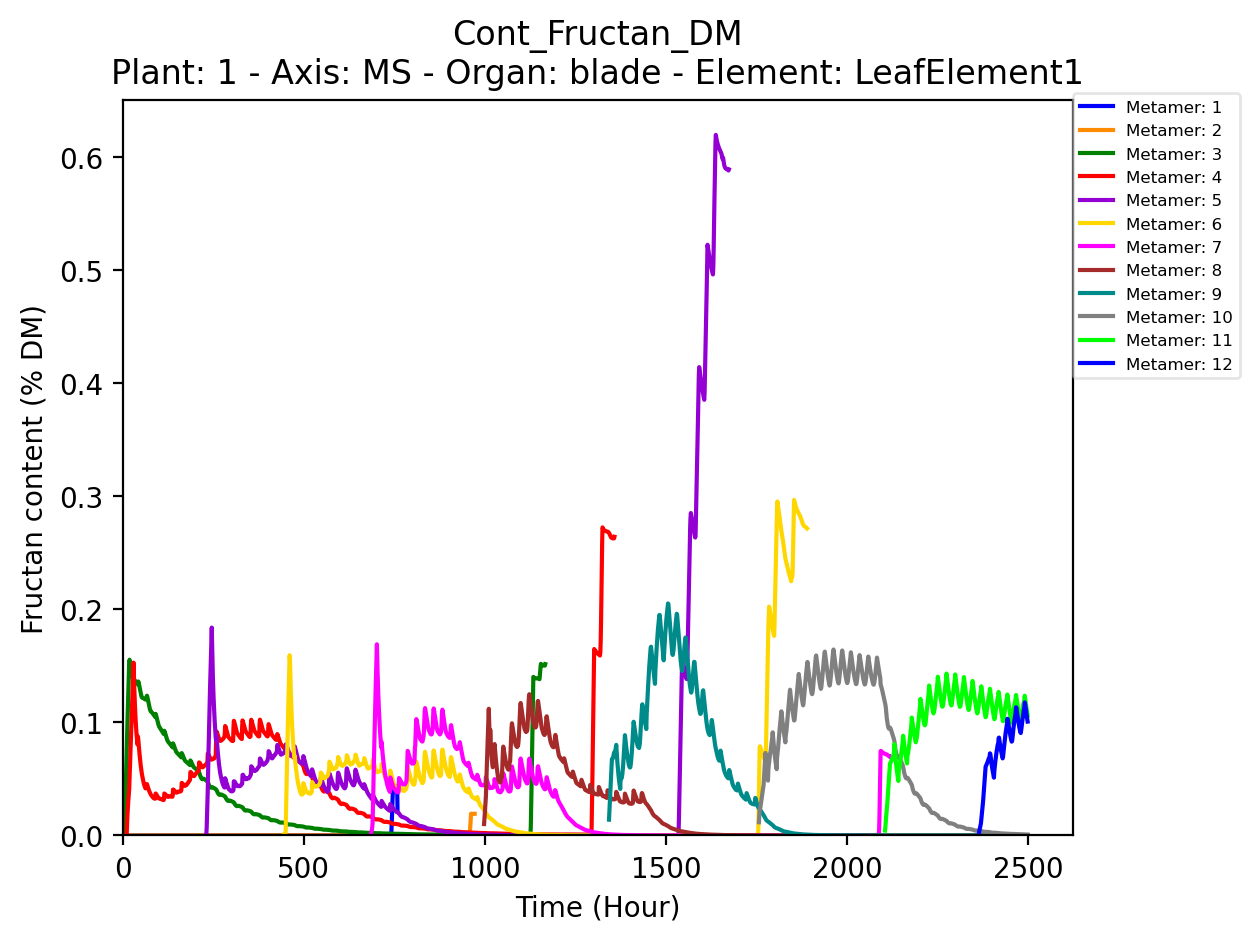 Cont_Fructan_DM
Plant: 1 - Axis: MS - Organ: blade - Element: LeafElement1
Fructan content (% DM)
0.6
0.5
0.4
0.3
0.2
0.1
0.0
0
500
1000
1500
2000
2500
Time (Hour)
Metamer: 1
Metamer: 2
Metamer: 3
Metamer: 4
Metamer: 5
Metamer: 6
Metamer: 7
Metamer: 8
Metamer: 9
Metamer: 10
Metamer: 11
Metamer: 12